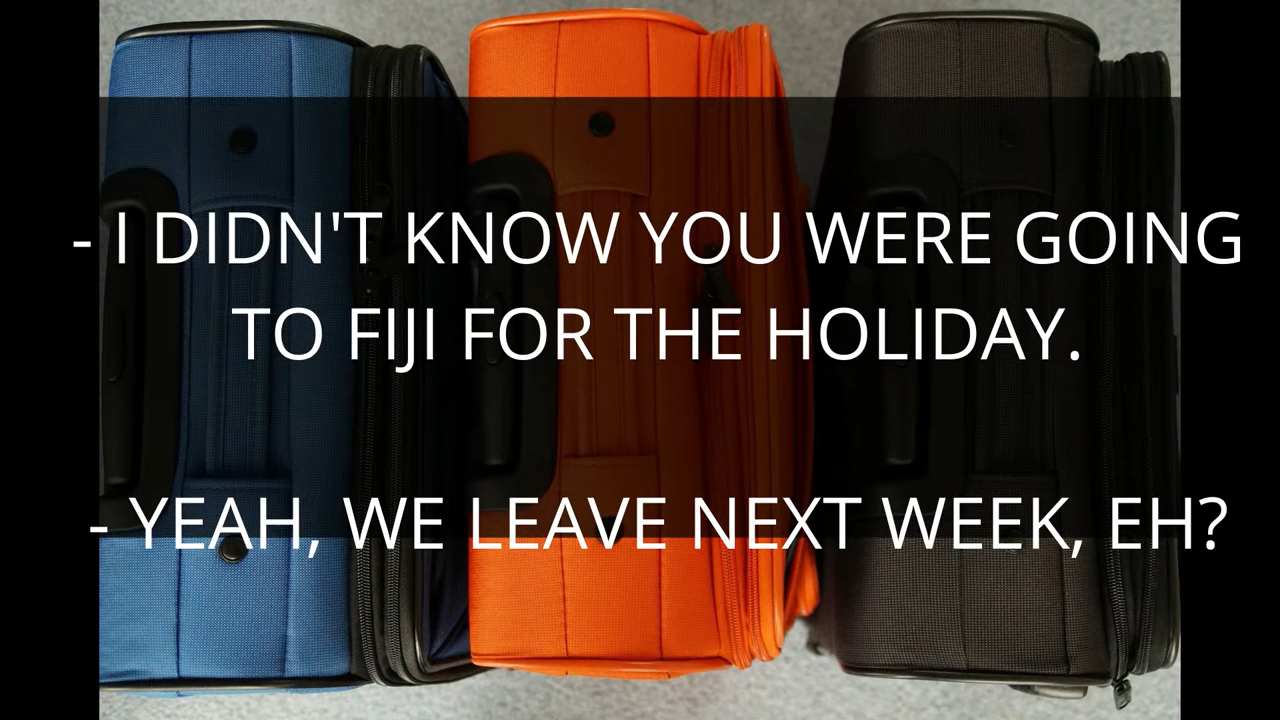 - I DIDN'T KNOW YOU WERE GOING
TO FIJI FOR THE HOLIDAY.
- YEAH, WE LEAVE NEXT WEEK, EH?